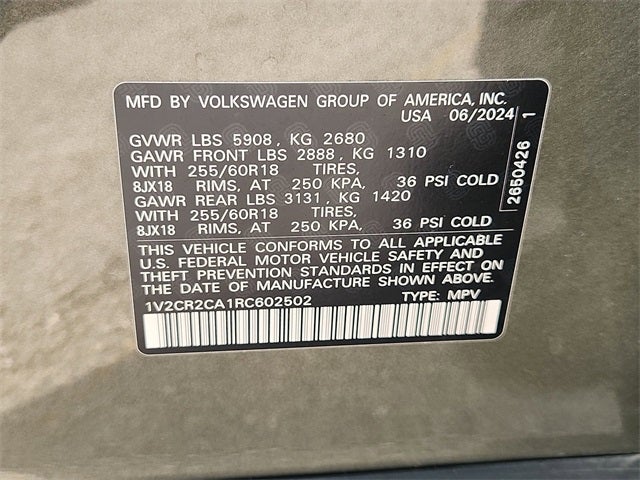 MFD BY VOLKSWAGEN GROUP OF AMERICA, INC.
USA 06/2024
GVWR LBS 5908, KG 2680
GAWR FRONT LBS 2888, KG 1310
WITH 255/60R18 TIRES,
8JX18 RIMS, AT 250 KPA, 36 PSI COLD
GAWR REAR LBS 3131, KG 1420
WITH 255/60R18 TIRES,
8JX18 RIMS, AT 250 KPA, 36 PSI COLD
THIS VEHICLE CONFORMS TO ALL APPLICABLE
U.S. FEDERAL MOTOR VEHICLE SAFETY AND
THEFT PREVENTION STANDARDS IN EFFECT ON
THE DATE OF MANUFACTURE SHOWN ABOVE.
1V2CR2CA1RC602502 TYPE: MPV
2650426 1